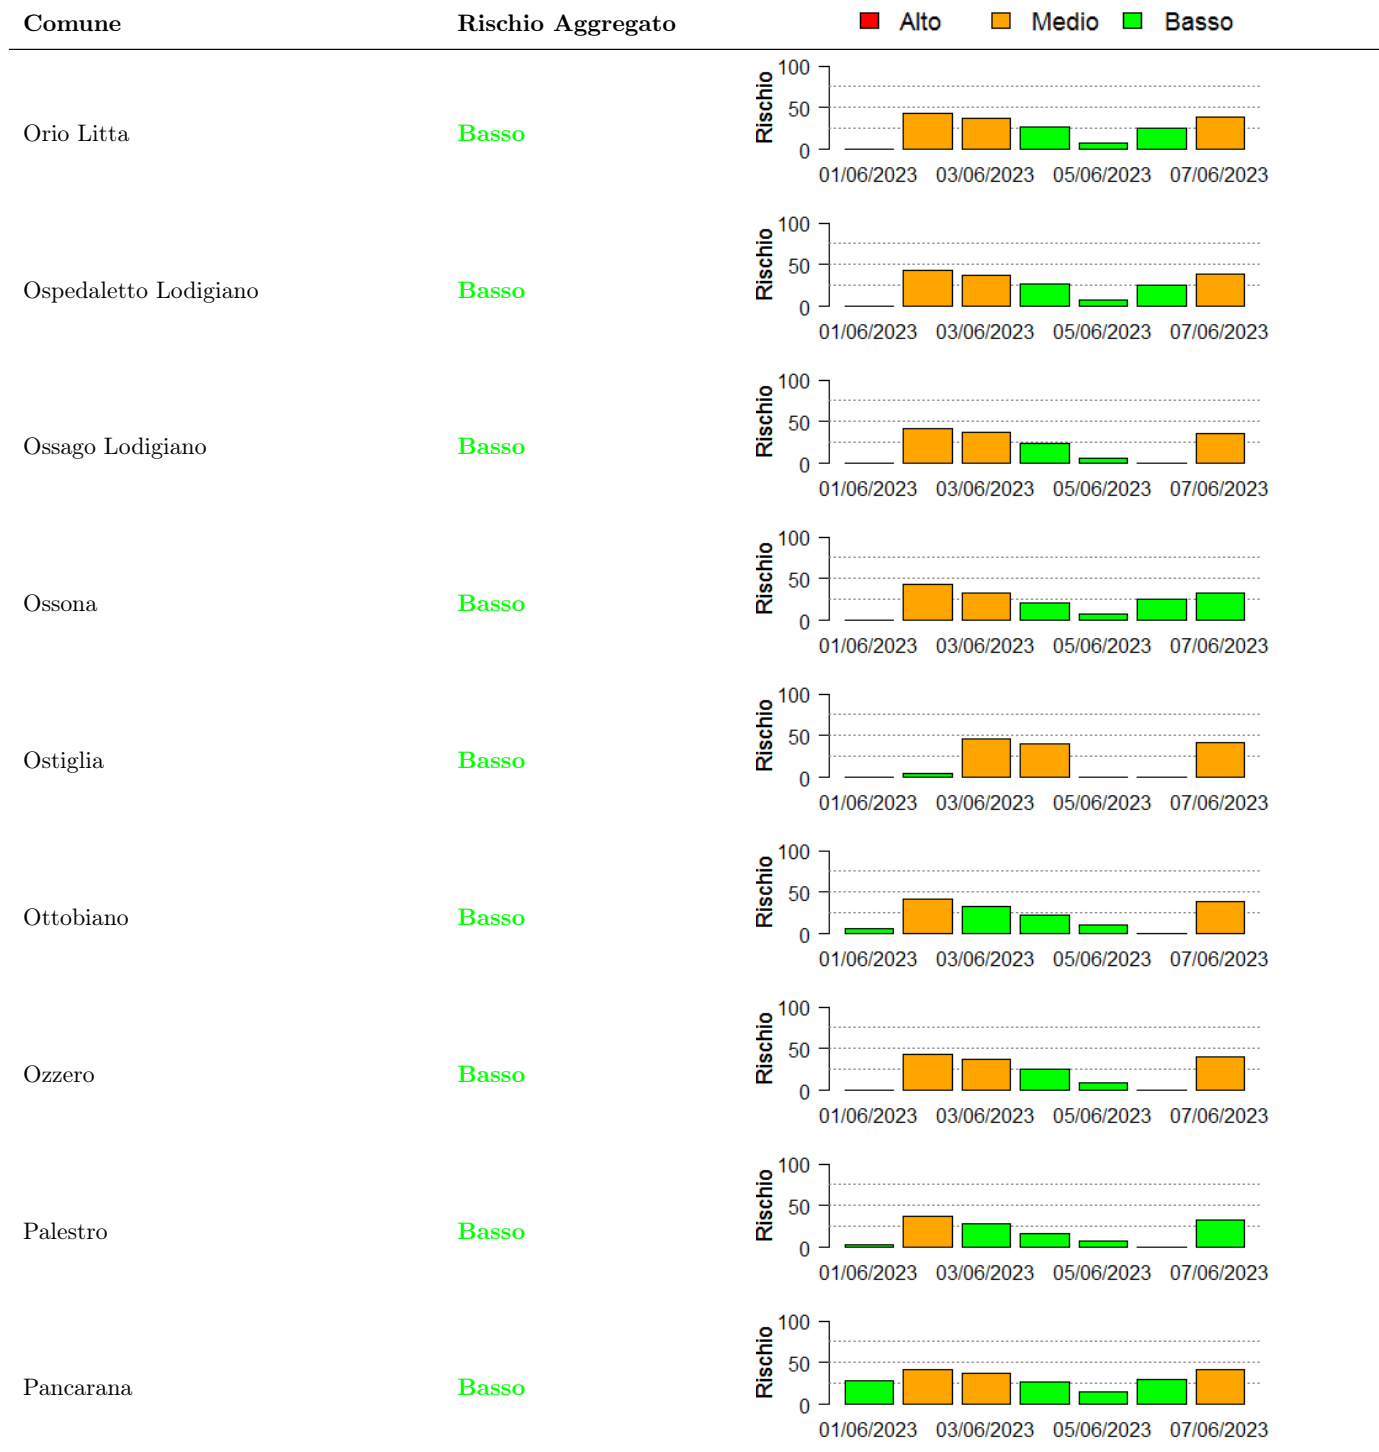 Comune Rischio Aggregato Alto Medio Basso
Orio Litta Basso Rischio 100 50 0
01/06/2023 03/06/2023 05/06/2023 07/06/2023
Ospedaletto Lodigiano Basso Rischio 100 50 0
01/06/2023 03/06/2023 05/06/2023 07/06/2023
Ossago Lodigiano Basso Rischio 100 50 0
01/06/2023 03/06/2023 05/06/2023 07/06/2023
Ossona Basso Rischio 100 50 0
01/06/2023 03/06/2023 05/06/2023 07/06/2023
Ostiglia Basso Rischio 100 50 0
01/06/2023 03/06/2023 05/06/2023 07/06/2023
Ottobiano Basso Rischio 100 50 0
01/06/2023 03/06/2023 05/06/2023 07/06/2023
Ozzero Basso Rischio 100 50 0
01/06/2023 03/06/2023 05/06/2023 07/06/2023
Palestro Basso Rischio 100 50 0
01/06/2023 03/06/2023 05/06/2023 07/06/2023
Pancarana Basso Rischio 100 50 0
01/06/2023 03/06/2023 05/06/2023 07/06/2023